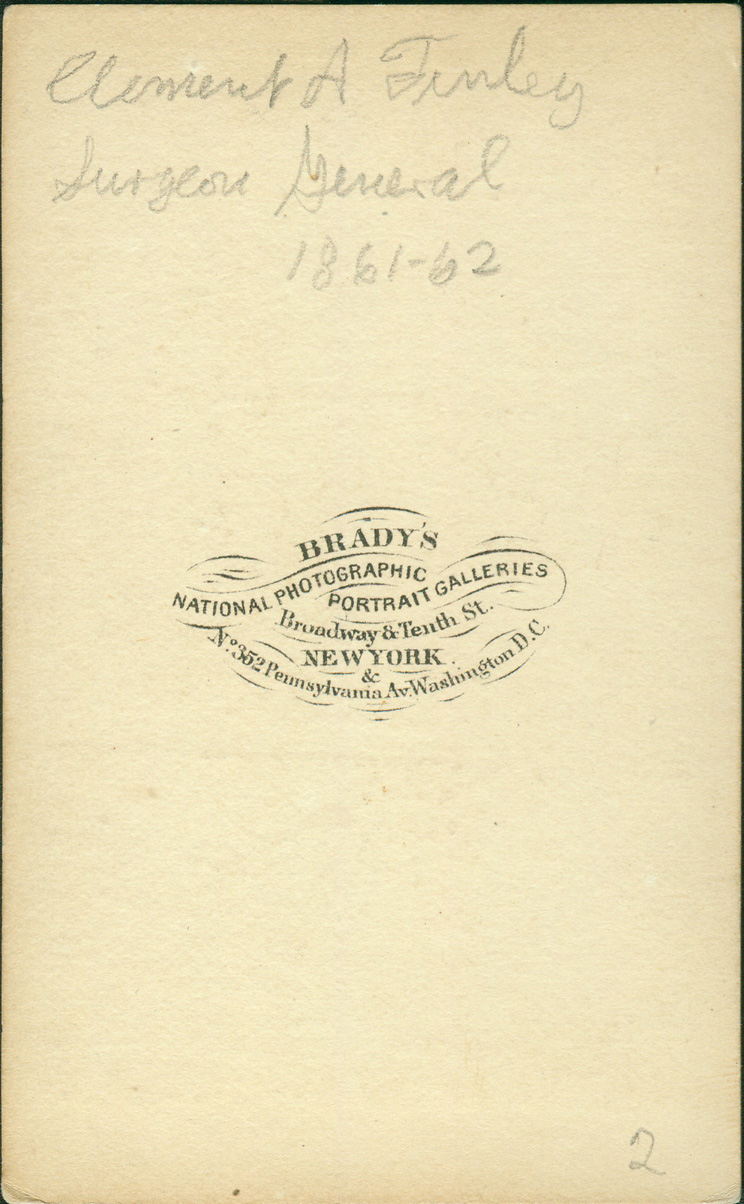 Clement A Finley
Surgeon General
1861-62
BRADY'S
NATIONAL PHOTOGRAPHIC
PORTRAIT GALLERIES
Broadway & Tenth St.
NEW YORK
&
No. 352 Pennsylvania Av. Washington D.C.
2